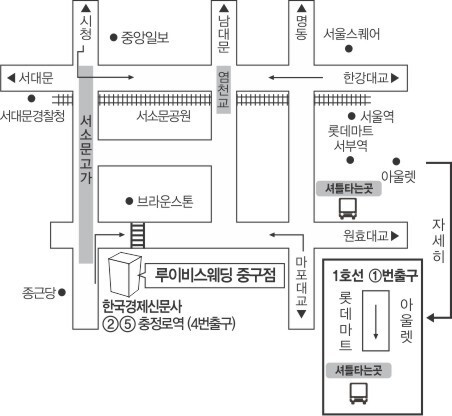 시청
중앙일보
남대문
명동
서울스퀘어
서대문
염천교
한강대교
서대문경찰청
서소문고가
서소문공원
서울역
롯데마트
서부역
아울렛
셔틀타는곳
브라운스톤
원효대교
자세히
루이비스웨딩 중구점
마포대교
종근당
한국경제신문사
②⑤ 충정로역 (4번출구)
1호선 ①번출구
롯데마트
아울렛
셔틀타는곳